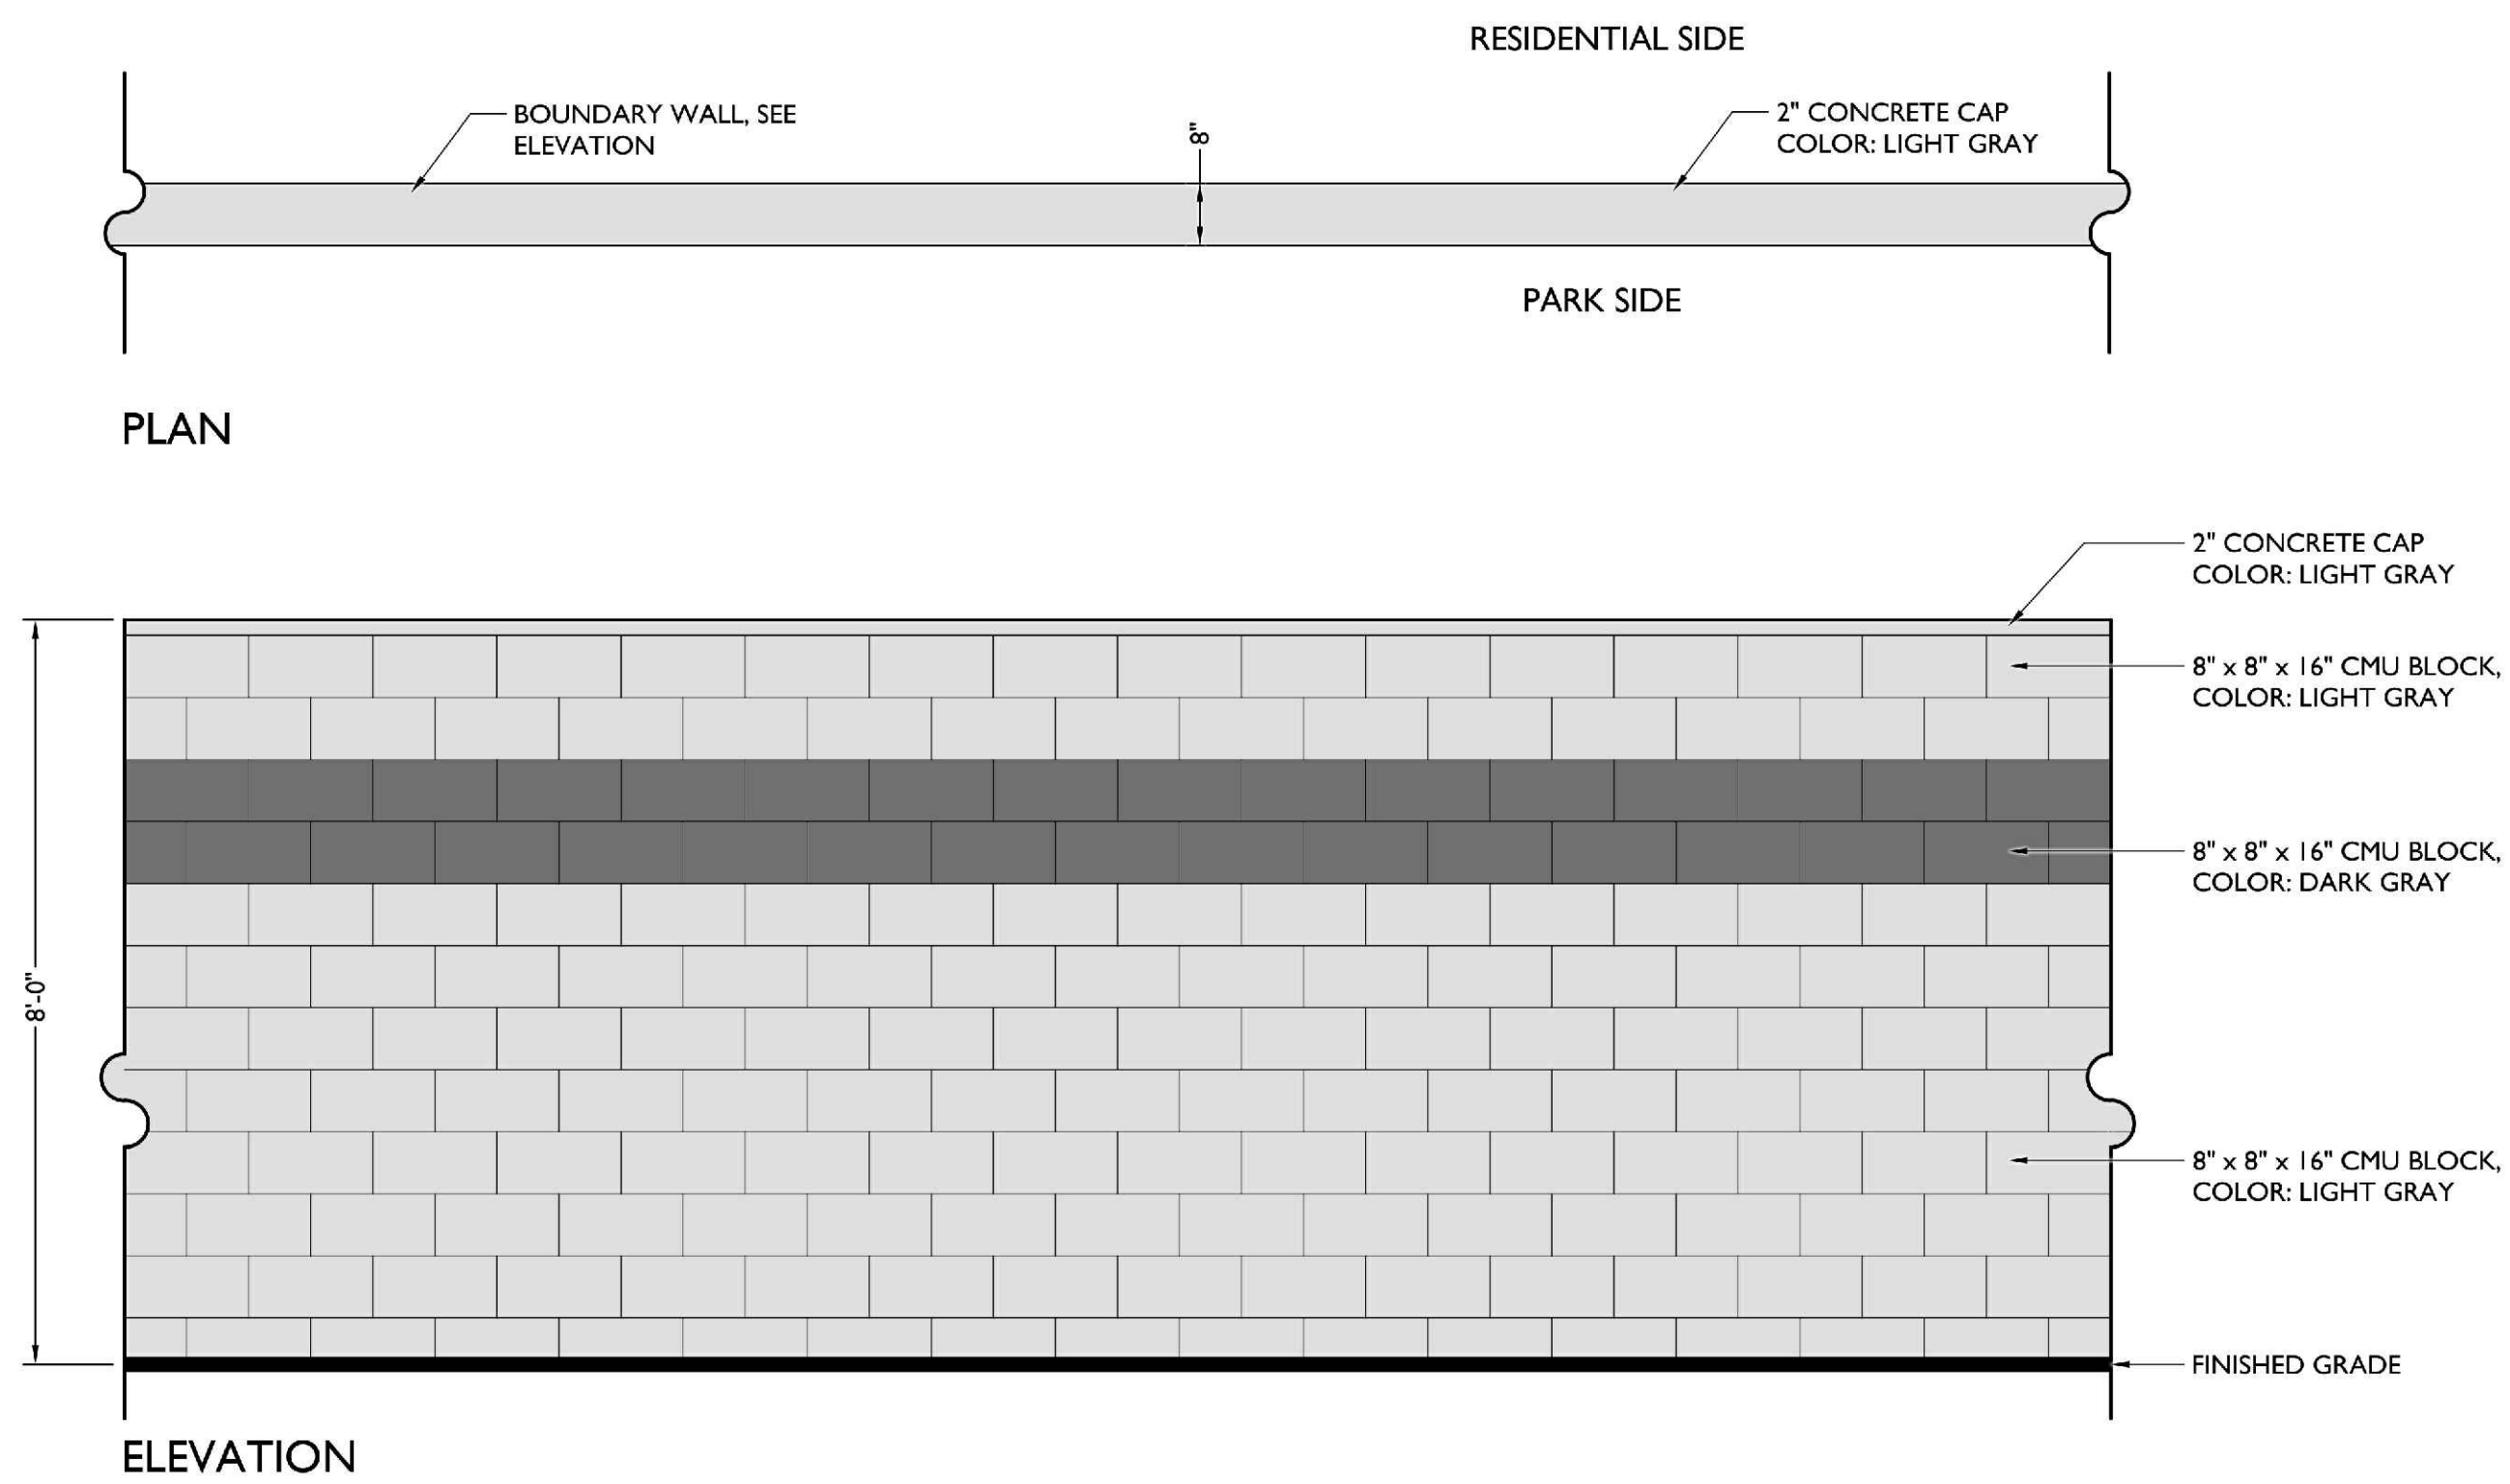 RESIDENTIAL SIDE
BOUNDARY WALL, SEE
ELEVATION
8"
2" CONCRETE CAP
COLOR: LIGHT GRAY
PARK SIDE
PLAN
2" CONCRETE CAP
COLOR: LIGHT GRAY
8" x 8" x 16" CMU BLOCK,
COLOR: LIGHT GRAY
8" x 8" x 16" CMU BLOCK,
COLOR: DARK GRAY
8'-0"
8" x 8" x 16" CMU BLOCK,
COLOR: LIGHT GRAY
FINISHED GRADE
ELEVATION